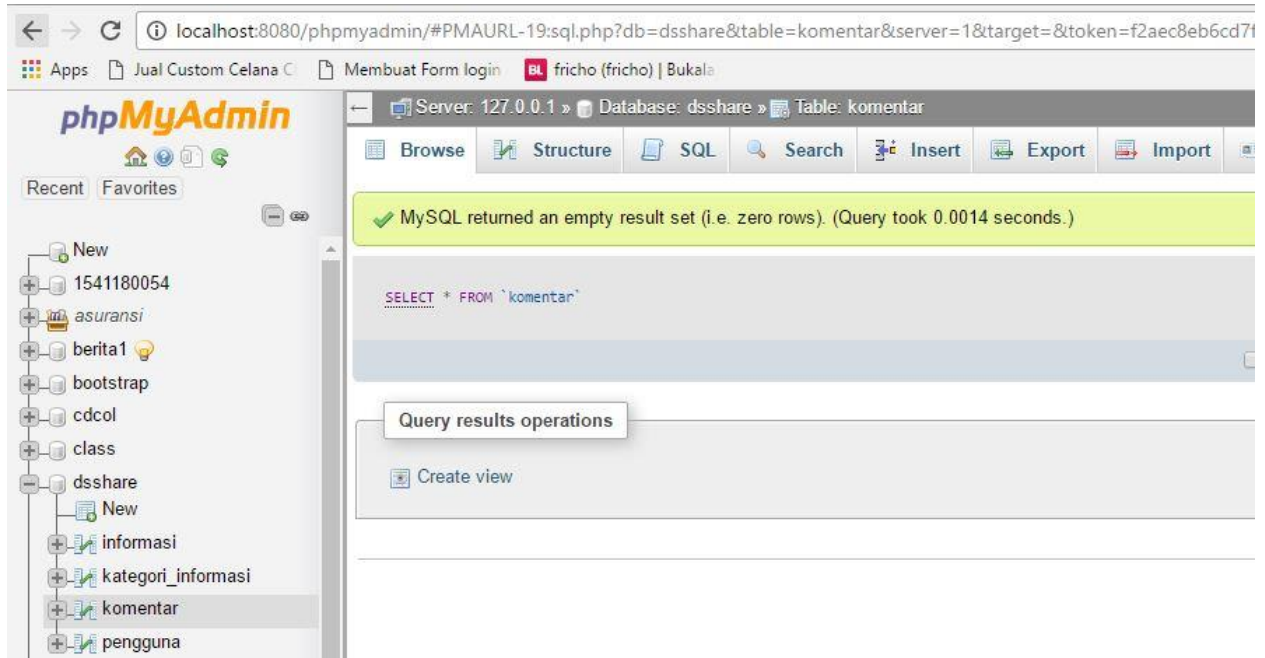 localhost:8080/phpmyadmin/#PMAURL-19:sql.php?db=dsshare&table=komentar&server=1&target=&token=f2aec8eb6cd7f
Apps Jual Custom Celana C Membuat Form login BL fricho (fricho) | Bukala
phpMyAdmin
Recent Favorites
New
1541180054
asuransi
berita1
bootstrap
cdcol
class
dsshare
New
informasi
kategori_informasi
komentar
pengguna
Server: 127.0.0.1 » Database: dsshare » Table: komentar
Browse Structure SQL Search Insert Export Import
MySQL returned an empty result set (i.e. zero rows). (Query took 0.0014 seconds.)
SELECT * FROM `komentar`
Query results operations
Create view